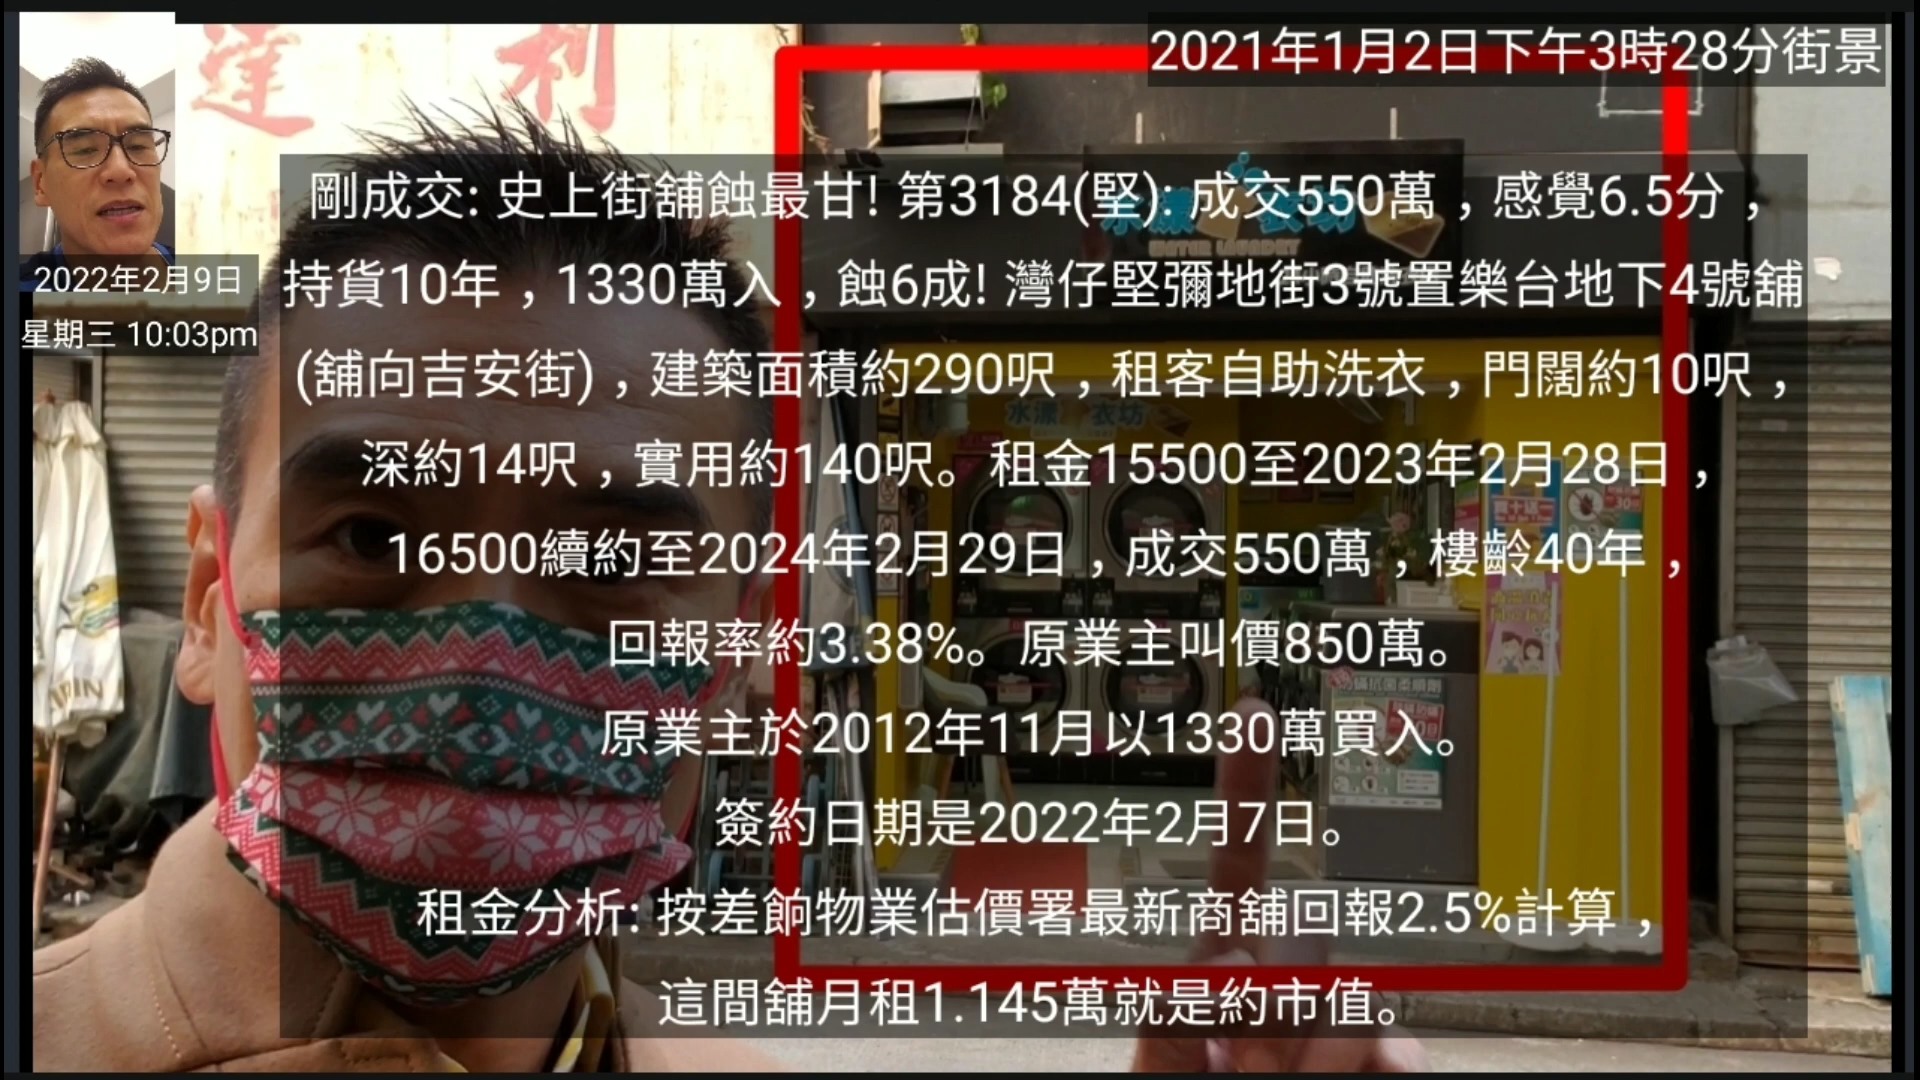 達 利
2021年1月2日下午3時28分街景
2022年2月9日
星期三 10:03pm
剛成交: 史上街舖蝕最甘! 第3184(堅): 成交550萬，感覺6.5分，
持貨10年，1330萬入，蝕6成! 灣仔堅彌地街3號置樂台地下4號舖
(舖向吉安街)，建築面積約290呎，租客自助洗衣，門闊約10呎，
深約14呎，實用約140呎。租金15500至2023年2月28日，
16500續約至2024年2月29日，成交550萬，樓齡40年，
回報率約3.38%。原業主叫價850萬。
原業主於2012年11月以1330萬買入。
簽約日期是2022年2月7日。
租金分析: 按差餉物業估價署最新商舖回報2.5%計算，
這間舖月租1.145萬就是約市值。